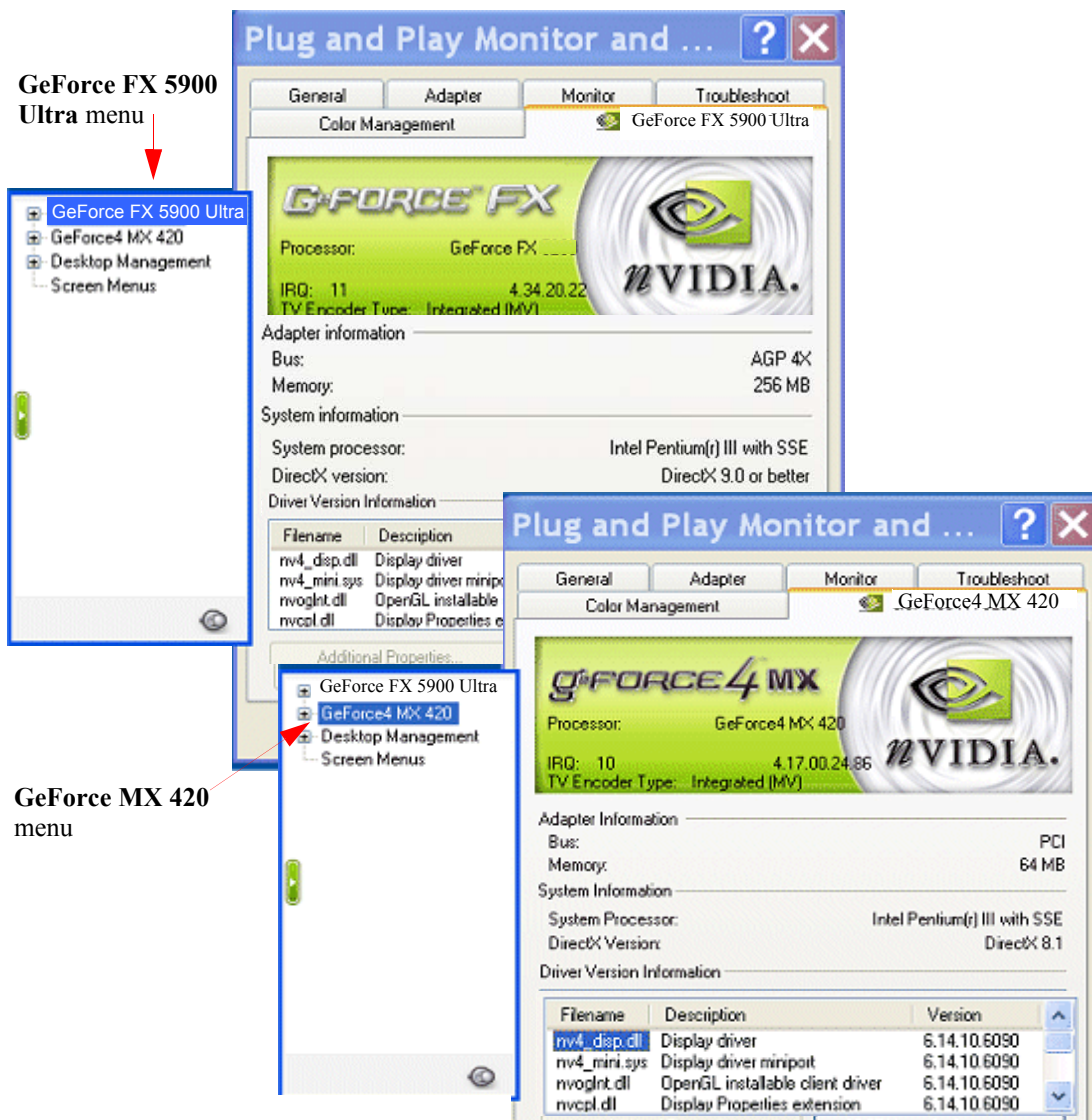 GeForce FX 5900
Ultra menu
GeForce FX 5900 Ultra
GeForce4 MX 420
Desktop Management
Screen Menus
Plug and Play Monitor and ...
General Adapter Monitor Troubleshoot
Color Management GeForce FX 5900 Ultra
GEFORCE FX
Processor: GeForce FX
IRQ: 11 4.34.20.22
TV Encoder Type: Integrated (MV)
nVIDIA.
Adapter information
Bus: AGP 4X
Memory: 256 MB
System information
System processor: Intel Pentium(r) III with SSE
DirectX version: DirectX 9.0 or better
Driver Version Information
Filename Description
nv4_disp.dll Display driver
nv4_mini.sys Display driver minipo
nvoglnt.dll OpenGL installable
nvcpl.dll Display Properties e
Additional Properties...
GeForce MX 420
menu
GeForce FX 5900 Ultra
GeForce4 MX 420
Desktop Management
Screen Menus
Plug and Play Monitor and ...
General Adapter Monitor Troubleshoot
Color Management GeForce4 MX 420
GEFORCE4 MX
Processor: GeForce4 MX 420
IRQ: 10 4.17.00.24.86
TV Encoder Type: Integrated (MV)
nVIDIA.
Adapter Information
Bus: PCI
Memory: 64 MB
System Information
System Processor: Intel Pentium(r) III with SSE
DirectX Version: DirectX 8.1
Driver Version Information
Filename Description Version
nv4_disp.dll Display driver 6.14.10.6090
nv4_mini.sys Display driver miniport 6.14.10.6090
nvoglnt.dll OpenGL installable client driver 6.14.10.6090
nvcpl.dll Display Properties extension 6.14.10.6090